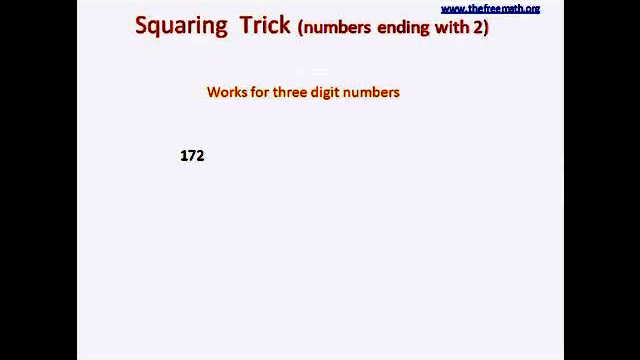 www.thefreemath.org
Squaring Trick (numbers ending with 2)
Works for three digit numbers
172